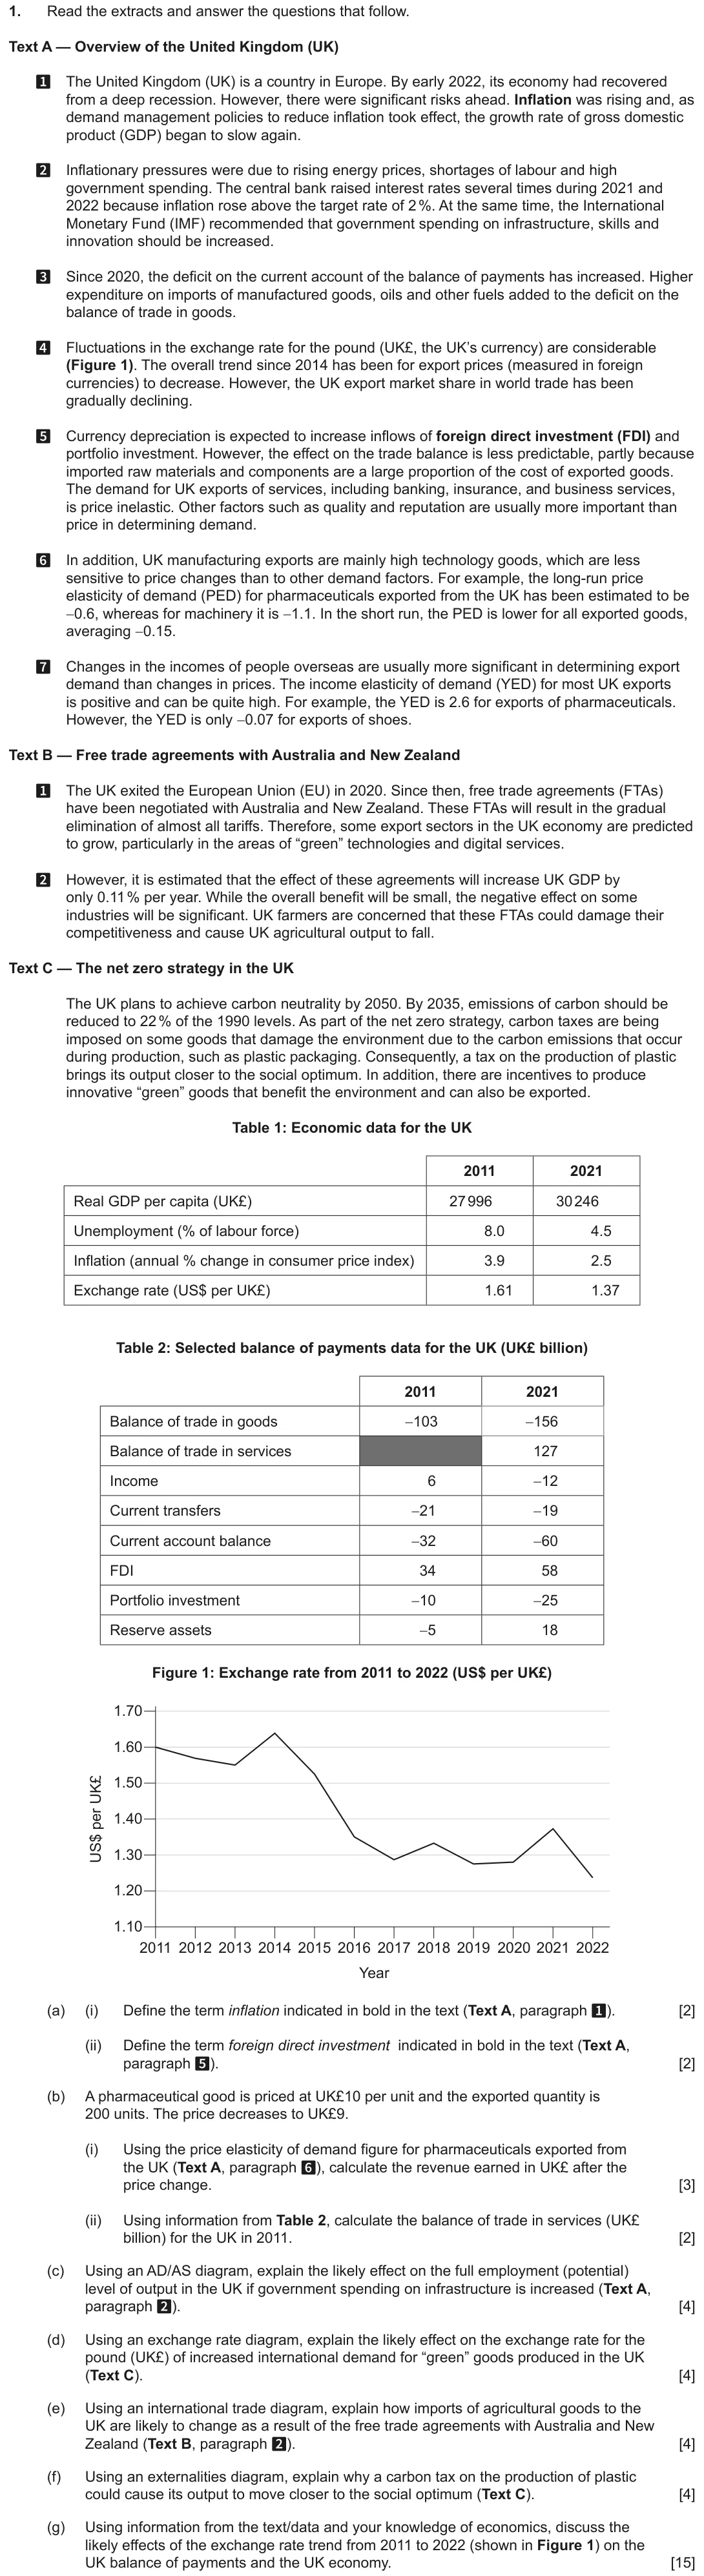 1. Read the extracts and answer the questions that follow.
Text A — Overview of the United Kingdom (UK)
1 The United Kingdom (UK) is a country in Europe. By early 2022, its economy had recovered
from a deep recession. However, there were significant risks ahead. Inflation was rising and, as
demand management policies to reduce inflation took effect, the growth rate of gross domestic
product (GDP) began to slow again.
2 Inflationary pressures were due to rising energy prices, shortages of labour and high
government spending. The central bank raised interest rates several times during 2021 and
2022 because inflation rose above the target rate of 2%. At the same time, the International
Monetary Fund (IMF) recommended that government spending on infrastructure, skills and
innovation should be increased.
3 Since 2020, the deficit on the current account of the balance of payments has increased. Higher
expenditure on imports of manufactured goods, oils and other fuels added to the deficit on the
balance of trade in goods.
4 Fluctuations in the exchange rate for the pound (UK£, the UK's currency) are considerable
(Figure 1). The overall trend since 2014 has been for export prices (measured in foreign
currencies) to decrease. However, the UK export market share in world trade has been
gradually declining.
5 Currency depreciation is expected to increase inflows of foreign direct investment (FDI) and
portfolio investment. However, the effect on the trade balance is less predictable, partly because
imported raw materials and components are a large proportion of the cost of exported goods.
The demand for UK exports of services, including banking, insurance, and business services,
is price inelastic. Other factors such as quality and reputation are usually more important than
price in determining demand.
6 In addition, UK manufacturing exports are mainly high technology goods, which are less
sensitive to price changes than to other demand factors. For example, the long-run price
elasticity of demand (PED) for pharmaceuticals exported from the UK has been estimated to be
−0.6, whereas for machinery it is −1.1. In the short run, the PED is lower for all exported goods,
averaging −0.15.
7 Changes in the incomes of people overseas are usually more significant in determining export
demand than changes in prices. The income elasticity of demand (YED) for most UK exports
is positive and can be quite high. For example, the YED is 2.6 for exports of pharmaceuticals.
However, the YED is only −0.07 for exports of shoes.
Text B — Free trade agreements with Australia and New Zealand
1 The UK exited the European Union (EU) in 2020. Since then, free trade agreements (FTAs)
have been negotiated with Australia and New Zealand. These FTAs will result in the gradual
elimination of almost all tariffs. Therefore, some export sectors in the UK economy are predicted
to grow, particularly in the areas of "green" technologies and digital services.
2 However, it is estimated that the effect of these agreements will increase UK GDP by
only 0.11% per year. While the overall benefit will be small, the negative effect on some
industries will be significant. UK farmers are concerned that these FTAs could damage their
competitiveness and cause UK agricultural output to fall.
Text C — The net zero strategy in the UK
The UK plans to achieve carbon neutrality by 2050. By 2035, emissions of carbon should be
reduced to 22% of the 1990 levels. As part of the net zero strategy, carbon taxes are being
imposed on some goods that damage the environment due to the carbon emissions that occur
during production, such as plastic packaging. Consequently, a tax on the production of plastic
brings its output closer to the social optimum. In addition, there are incentives to produce
innovative "green" goods that benefit the environment and can also be exported.
Table 1: Economic data for the UK
2011 2021
Real GDP per capita (UK£) 27996 30246
Unemployment (% of labour force) 8.0 4.5
Inflation (annual % change in consumer price index) 3.9 2.5
Exchange rate (US$ per UK£) 1.61 1.37
Table 2: Selected balance of payments data for the UK (UK£ billion)
2011 2021
Balance of trade in goods −103 −156
Balance of trade in services 127
Income 6 −12
Current transfers −21 −19
Current account balance −32 −60
FDI 34 58
Portfolio investment −10 −25
Reserve assets −5 18
Figure 1: Exchange rate from 2011 to 2022 (US$ per UK£)
US$ per UK£
1.70
1.60
1.50
1.40
1.30
1.20
1.10
2011 2012 2013 2014 2015 2016 2017 2018 2019 2020 2021 2022
Year
(a) (i) Define the term inflation indicated in bold in the text (Text A, paragraph 1). [2]
(ii) Define the term foreign direct investment indicated in bold in the text (Text A,
paragraph 5). [2]
(b) A pharmaceutical good is priced at UK£10 per unit and the exported quantity is
200 units. The price decreases to UK£9.
(i) Using the price elasticity of demand figure for pharmaceuticals exported from
the UK (Text A, paragraph 6), calculate the revenue earned in UK£ after the
price change. [3]
(ii) Using information from Table 2, calculate the balance of trade in services (UK£
billion) for the UK in 2011. [2]
(c) Using an AD/AS diagram, explain the likely effect on the full employment (potential)
level of output in the UK if government spending on infrastructure is increased (Text A,
paragraph 2). [4]
(d) Using an exchange rate diagram, explain the likely effect on the exchange rate for the
pound (UK£) of increased international demand for "green" goods produced in the UK
(Text C). [4]
(e) Using an international trade diagram, explain how imports of agricultural goods to the
UK are likely to change as a result of the free trade agreements with Australia and New
Zealand (Text B, paragraph 2). [4]
(f) Using an externalities diagram, explain why a carbon tax on the production of plastic
could cause its output to move closer to the social optimum (Text C). [4]
(g) Using information from the text/data and your knowledge of economics, discuss the
likely effects of the exchange rate trend from 2011 to 2022 (shown in Figure 1) on the
UK balance of payments and the UK economy. [15]